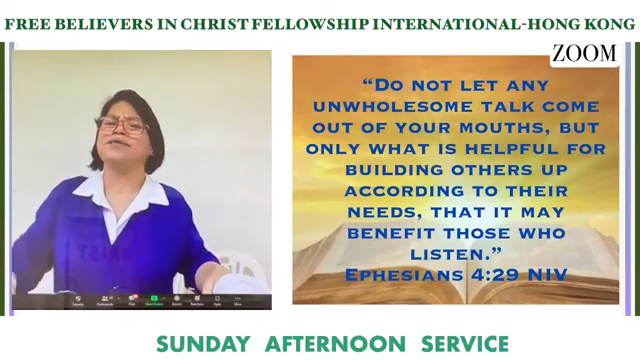 FREE BELIEVERS IN CHRIST FELLOWSHIP INTERNATIONAL-HONG KONG
ZOOM
“Do not let any
unwholesome talk come
out of your mouths, but
only what is helpful for
building others up
according to their
needs, that it may
benefit those who
listen.”
Ephesians 4:29 NIV
SUNDAY AFTERNOON SERVICE